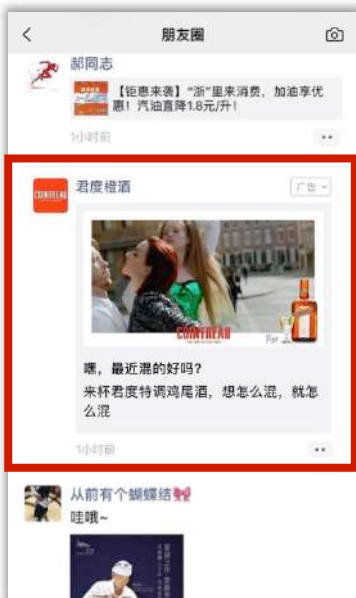 朋友圈
郝同志
【钜惠来袭】“浙”里来消费，加油享优
惠！汽油直降1.8元/升！
1小时前
君度橙酒
广告
COINTREAU
COINTREAU
嘿，最近混的好吗？
来杯君度特调鸡尾酒，想怎么混，就怎
么混
1小时前
从前有个蝴蝶结🎀
哇哦~